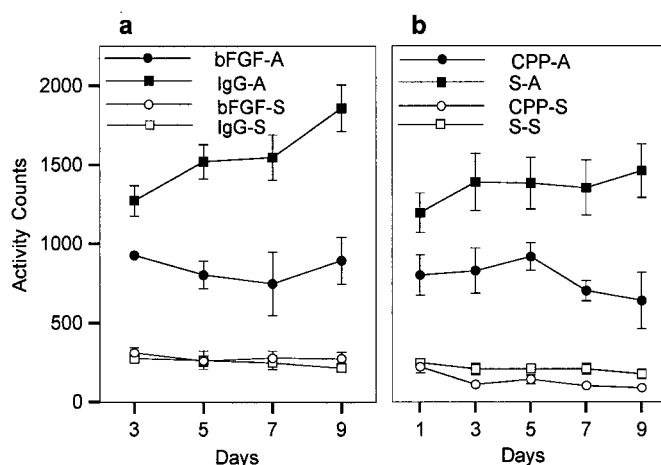 a
bFGF-A
IgG-A
bFGF-S
IgG-S
2000
1500
1000
500
0
Activity Counts
3 5 7 9
Days
b
CPP-A
S-A
CPP-S
S-S
1 3 5 7 9
Days